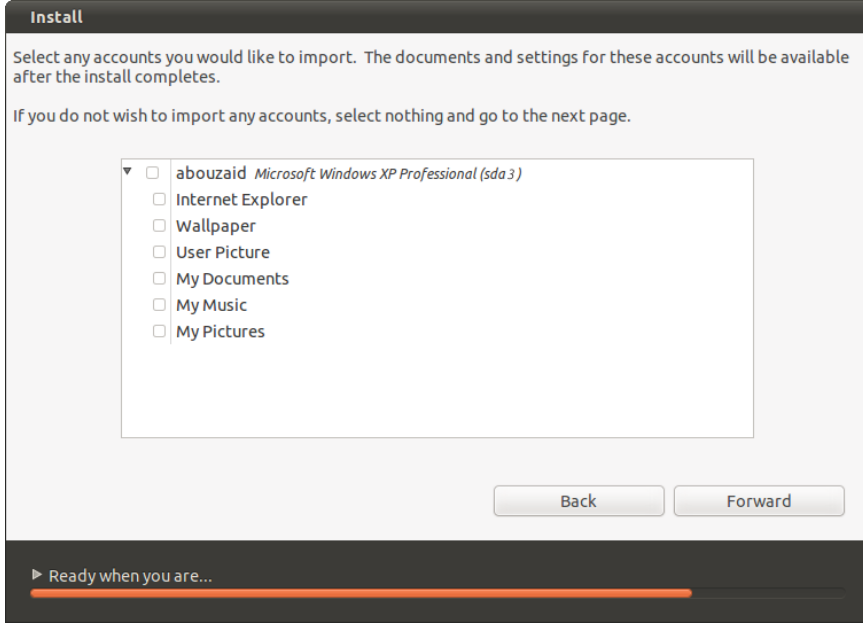 Install
Select any accounts you would like to import. The documents and settings for these accounts will be available
after the install completes.
If you do not wish to import any accounts, select nothing and go to the next page.
abouzaid Microsoft Windows XP Professional (sda3)
Internet Explorer
Wallpaper
User Picture
My Documents
My Music
My Pictures
Back Forward
Ready when you are...